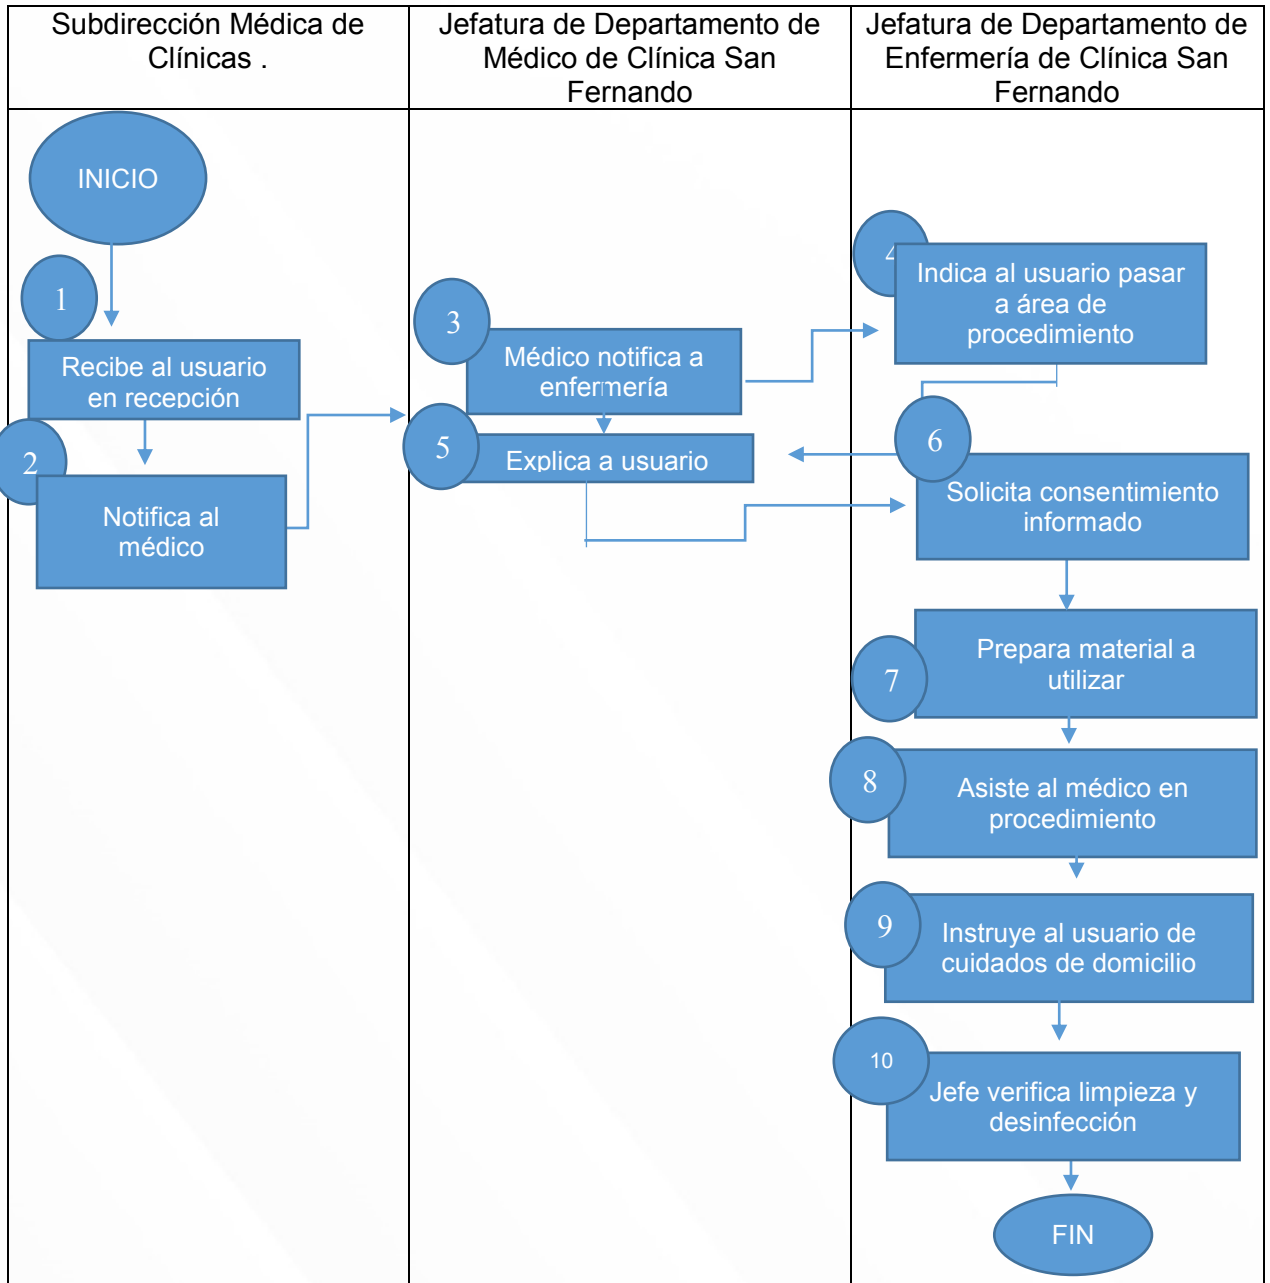 Subdirección Médica de
Clínicas .
Jefatura de Departamento de
Médico de Clínica San
Fernando
Jefatura de Departamento de
Enfermería de Clínica San
Fernando
INICIO
1
Recibe al usuario
en recepción
2
Notifica al
médico
3
Médico notifica a
enfermería
4
Indica al usuario pasar
a área de
procedimiento
5
Explica a usuario
6
Solicita consentimiento
informado
7
Prepara material a
utilizar
8
Asiste al médico en
procedimiento
9
Instruye al usuario de
cuidados de domicilio
10
Jefe verifica limpieza y
desinfección
FIN